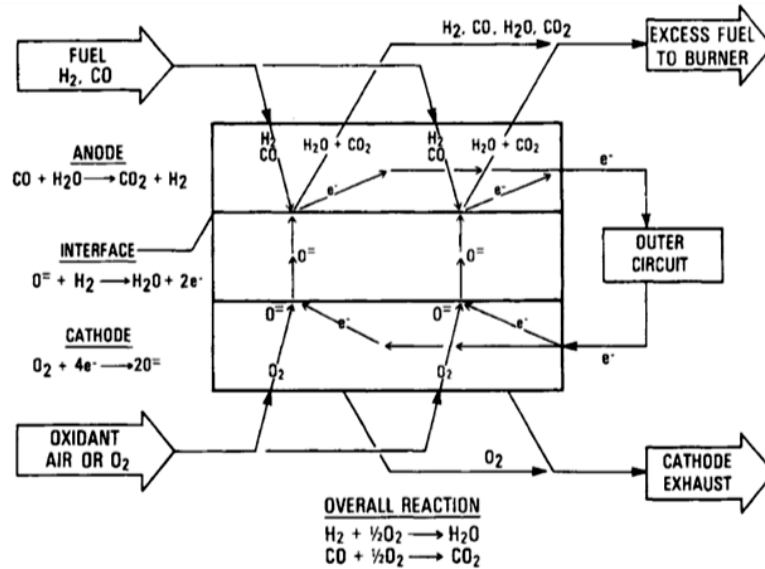 FUEL
H₂, CO
H₂, CO, H₂O, CO₂
EXCESS FUEL
TO BURNER
ANODE
CO + H₂O → CO₂ + H₂
H₂
CO
H₂O + CO₂
H₂
CO
H₂O + CO₂
e⁻
e⁻
e⁻
INTERFACE
O⁼ + H₂ → H₂O + 2e⁻
O⁼
O⁼
OUTER
CIRCUIT
CATHODE
O₂ + 4e⁻ → 2O⁼
O⁼
e⁻
O⁼
e⁻
e⁻
O₂
O₂
OXIDANT
AIR OR O₂
O₂
CATHODE
EXHAUST
OVERALL REACTION
H₂ + ½O₂ → H₂O
CO + ½O₂ → CO₂